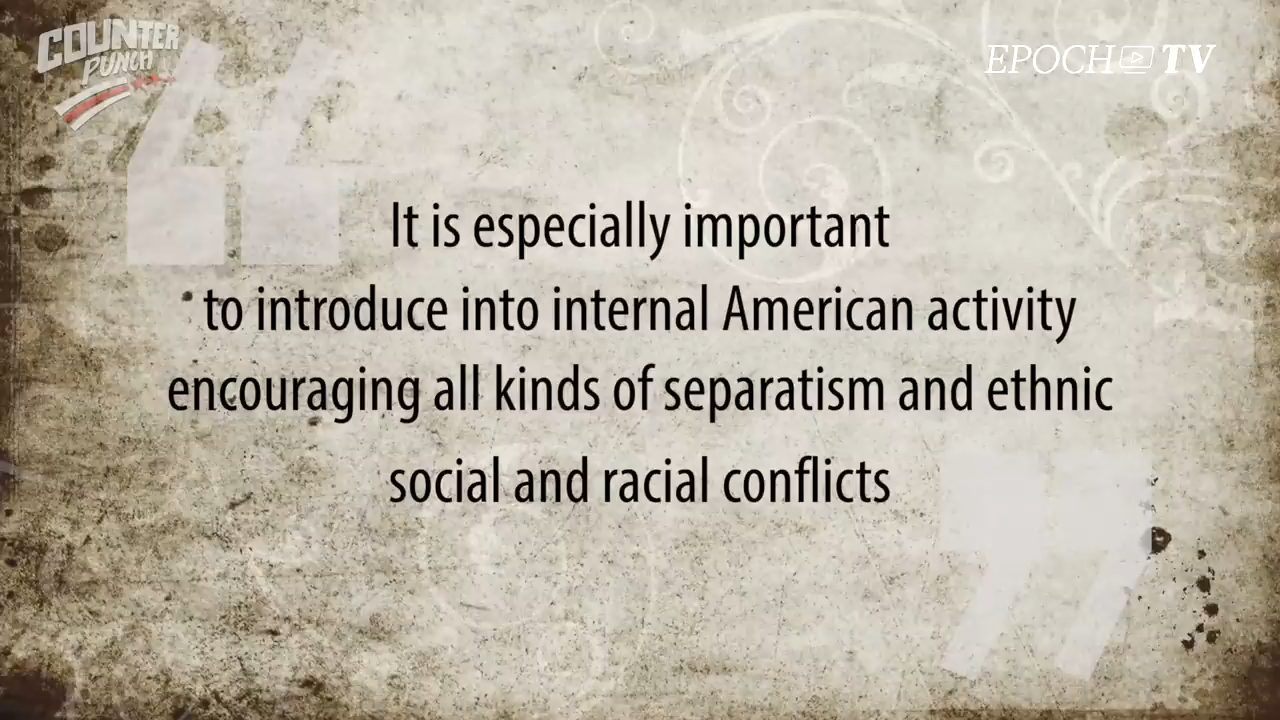 COUNTER
PUNCH
EPOCH TV
It is especially important
to introduce into internal American activity
encouraging all kinds of separatism and ethnic
social and racial conflicts